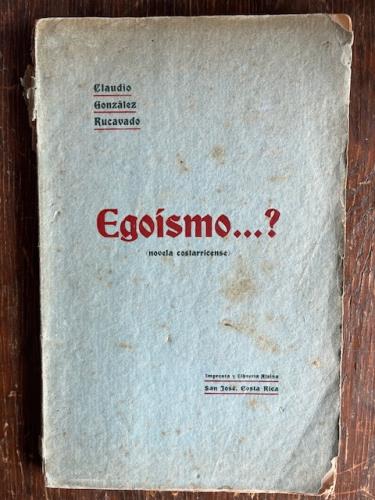 Claudio
González
Rucavado
Egoísmo...?
(novela costarricense)
Imprenta y Librería Alsina
San José, Costa Rica